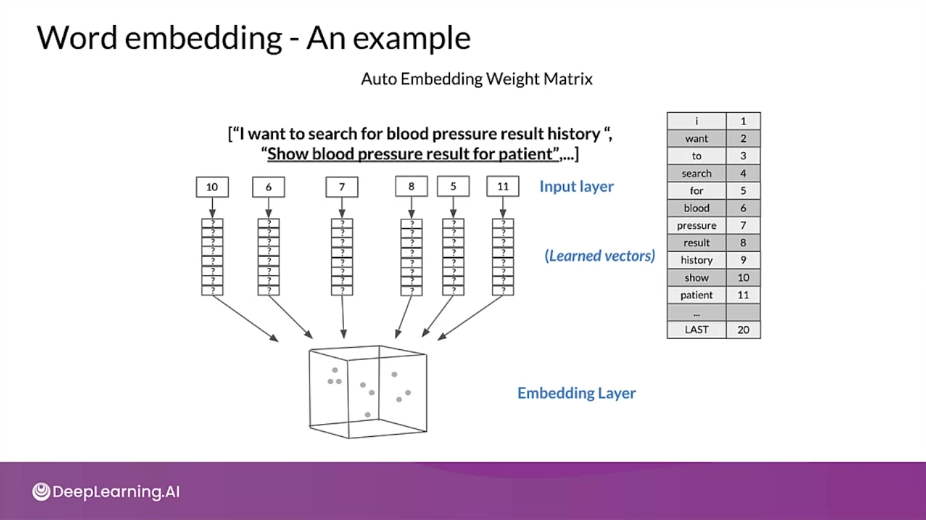 Word embedding - An example
Auto Embedding Weight Matrix
["I want to search for blood pressure result history “,
“Show blood pressure result for patient”,...]
10 6 7 8 5 11 Input layer
? ? ? ? ? ?
? ? ? ? ? ?
? ? ? ? ? ?
? ? ? ? ? ?
? ? ? ? ? ?
? ? ? ? ? ?
? ? ? ? ? ?
? ? ? ? ? ?
(Learned vectors)
Embedding Layer
i 1
want 2
to 3
search 4
for 5
blood 6
pressure 7
result 8
history 9
show 10
patient 11
...
LAST 20
DeepLearning.AI